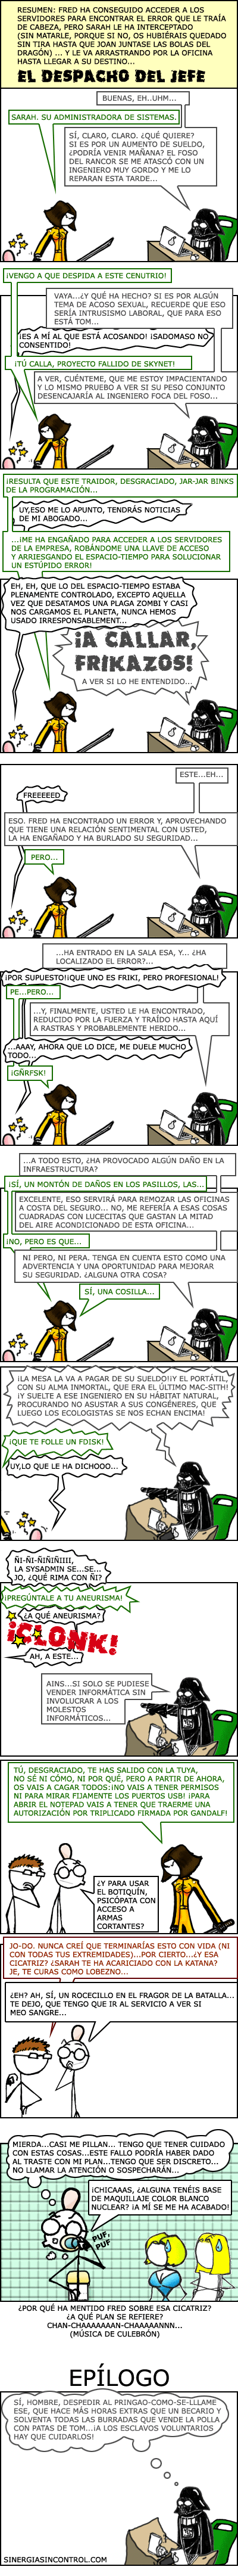 RESUMEN: FRED HA CONSEGUIDO ACCEDER A LOS
SERVIDORES PARA ENCONTRAR EL ERROR QUE LE TRAÍA
DE CABEZA, PERO SARAH LE HA INTERCEPTADO
(SIN MATARLE, PORQUE SI NO, OS HUBIÉRAIS QUEDADO
SIN TIRA HASTA QUE JOAN JUNTASE LAS BOLAS DEL
DRAGÓN) ... Y LE VA ARRASTRANDO POR LA OFICINA
HASTA LLEGAR A SU DESTINO...
EL DESPACHO DEL JEFE
BUENAS, EH..UHM...
SARAH. SU ADMINISTRADORA DE SISTEMAS.
SÍ, CLARO, CLARO. ¿QUÉ QUIERE?
SI ES POR UN AUMENTO DE SUELDO,
¿PODRÍA VENIR MAÑANA? EL FOSO
DEL RANCOR SE ME ATASCÓ CON UN
INGENIERO MUY GORDO Y ME LO
REPARAN ESTA TARDE...
¡VENGO A QUE DESPIDA A ESTE CENUTRIO!
VAYA...¿Y QUÉ HA HECHO? SI ES POR ALGÚN
TEMA DE ACOSO SEXUAL, RECUERDE QUE ESO
SERÍA INTRUSISMO LABORAL, QUE PARA ESO
ESTÁ TOM...
¡ES A MÍ AL QUE ESTÁ ACOSANDO! ¡SADOMASO NO
CONSENTIDO!
¡TÚ CALLA, PROYECTO FALLIDO DE SKYNET!
A VER, CUÉNTEME, QUE ME ESTOY IMPACIENTANDO
Y LO MISMO PRUEBO A VER SI SU PESO CONJUNTO
DESENCAJARÍA AL INGENIERO FOCA DEL FOSO...
¡RESULTA QUE ESTE TRAIDOR, DESGRACIADO, JAR-JAR BINKS
DE LA PROGRAMACIÓN...
UY,ESO ME LO APUNTO, TENDRÁS NOTICIAS
DE MI ABOGADO...
...¡ME HA ENGAÑADO PARA ACCEDER A LOS SERVIDORES
DE LA EMPRESA, ROBÁNDOME UNA LLAVE DE ACCESO
Y ARRIESGANDO EL ESPACIO-TIEMPO PARA SOLUCIONAR
UN ESTÚPIDO ERROR!
EH, EH, QUE LO DEL ESPACIO-TIEMPO ESTABA
PLENAMENTE CONTROLADO, EXCEPTO AQUELLA
VEZ QUE DESATAMOS UNA PLAGA ZOMBI Y CASI
NOS CARGAMOS EL PLANETA, NUNCA HEMOS
USADO IRRESPONSABLEMENT...
¡A CALLAR,
FRIKAZOS!
A VER SI LO HE ENTENDIDO...
ESTE...EH...
FREEEEED
ESO. FRED HA ENCONTRADO UN ERROR Y, APROVECHANDO
QUE TIENE UNA RELACIÓN SENTIMENTAL CON USTED,
LA HA ENGAÑADO Y HA BURLADO SU SEGURIDAD...
PERO...
...HA ENTRADO EN LA SALA ESA, Y... ¿HA
LOCALIZADO EL ERROR?...
¡POR SUPUESTO!¡QUE UNO ES FRIKI, PERO PROFESIONAL!
PE...PERO...
...Y, FINALMENTE, USTED LE HA ENCONTRADO,
REDUCIDO POR LA FUERZA Y TRAÍDO HASTA AQUÍ
A RASTRAS Y PROBABLEMENTE HERIDO...
...AAAY, AHORA QUE LO DICE, ME DUELE MUCHO
TODO...
¡GÑRFSK!
...A TODO ESTO, ¿HA PROVOCADO ALGÚN DAÑO EN LA
INFRAESTRUCTURA?
¡SÍ, UN MONTÓN DE DAÑOS EN LOS PASILLOS, LAS...
EXCELENTE, ESO SERVIRÁ PARA REMOZAR LAS OFICINAS
A COSTA DEL SEGURO... NO, ME REFERÍA A ESAS COSAS
CUADRADAS CON LUCECITAS QUE GASTAN LA MITAD
DEL AIRE ACONDICIONADO DE ESTA OFICINA...
¡NO, PERO ES QUE...
NI PERO, NI PERA. TENGA EN CUENTA ESTO COMO UNA
ADVERTENCIA Y UNA OPORTUNIDAD PARA MEJORAR
SU SEGURIDAD. ¿ALGUNA OTRA COSA?
SÍ, UNA COSILLA...
¡LA MESA LA VA A PAGAR DE SU SUELDO!¡Y EL PORTÁTIL,
CON SU ALMA INMORTAL, QUE ERA EL ÚLTIMO MAC-SITH! ¡Y
SUELTE A ESE INGENIERO EN SU HÁBITAT NATURAL,
PROCURANDO NO ASUSTAR A SUS CONGÉNERES, QUE
LUEGO LOS ECOLOGISTAS SE NOS ECHAN ENCIMA!
¡QUE TE FOLLE UN FDISK!
UY,LO QUE LE HA DICHOOO...
ÑI-ÑI-ÑIÑIÑIIII,
LA SYSADMIN SE...SE...
JO, ¿QUÉ RIMA CON ÑI?
¡PREGÚNTALE A TU ANEURISMA!
¿A QUÉ ANEURISMA?
¡CLONK!
AH, A ESTE...
AINS...SI SOLO SE PUDIESE
VENDER INFORMÁTICA SIN
INVOLUCRAR A LOS
MOLESTOS
INFORMÁTICOS...
TÚ, DESGRACIADO, TE HAS SALIDO CON LA TUYA,
NO SÉ NI CÓMO, NI POR QUÉ, PERO A PARTIR DE AHORA,
OS VAIS A CAGAR TODOS:¡NO VAIS A TENER PERMISOS
NI PARA MIRAR FIJAMENTE LOS PUERTOS USB! ¡PARA
ABRIR EL NOTEPAD VAIS A TENER QUE TRAERME UNA
AUTORIZACIÓN POR TRIPLICADO FIRMADA POR GANDALF!
¿Y PARA USAR
EL BOTIQUÍN,
PSICÓPATA CON
ACCESO A
ARMAS
CORTANTES?
JO-DO. NUNCA CREÍ QUE TERMINARÍAS ESTO CON VIDA (NI
CON TODAS TUS EXTREMIDADES)...POR CIERTO...¿Y ESA
CICATRIZ? ¿SARAH TE HA ACARICIADO CON LA KATANA?
JE, TE CURAS COMO LOBEZNO...
¿EH? AH, SÍ, UN ROCECILLO EN EL FRAGOR DE LA BATALLA...
TE DEJO, QUE TENGO QUE IR AL SERVICIO A VER SI
MEO SANGRE...
MIERDA...CASI ME PILLAN... TENGO QUE TENER CUIDADO
CON ESTAS COSAS...ESTE FALLO PODRÍA HABER DADO
AL TRASTE CON MI PLAN...TENGO QUE SER DISCRETO...
NO LLAMAR LA ATENCIÓN O SOSPECHARÁN...
¡CHICAAAS, ¿ALGUNA TENÉIS BASE
DE MAQUILLAJE COLOR BLANCO
NUCLEAR? ¡A MÍ SE ME HA ACABADO!
PUF,
PUF
¿POR QUÉ HA MENTIDO FRED SOBRE ESA CICATRIZ?
¿A QUÉ PLAN SE REFIERE?
CHAN-CHAAAAAAAN-CHAAAAANNN...
(MÚSICA DE CULEBRÓN)
EPÍLOGO
SÍ, HOMBRE, DESPEDIR AL PRINGAO-COMO-SE-LLLAME
ESE, QUE HACE MÁS HORAS EXTRAS QUE UN BECARIO Y
SOLVENTA TODAS LAS BURRADAS QUE VENDE LA POLLA
CON PATAS DE TOM...¡A LOS ESCLAVOS VOLUNTARIOS
HAY QUE CUIDARLOS!
SINERGIASINCONTROL.COM